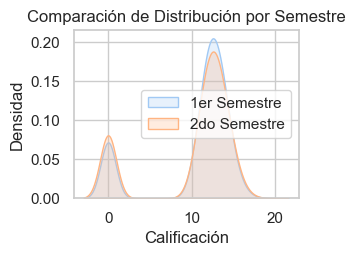 Comparación de Distribución por Semestre
0.20
0.15
0.10
0.05
0.00
Densidad
1er Semestre
2do Semestre
0 10 20
Calificación